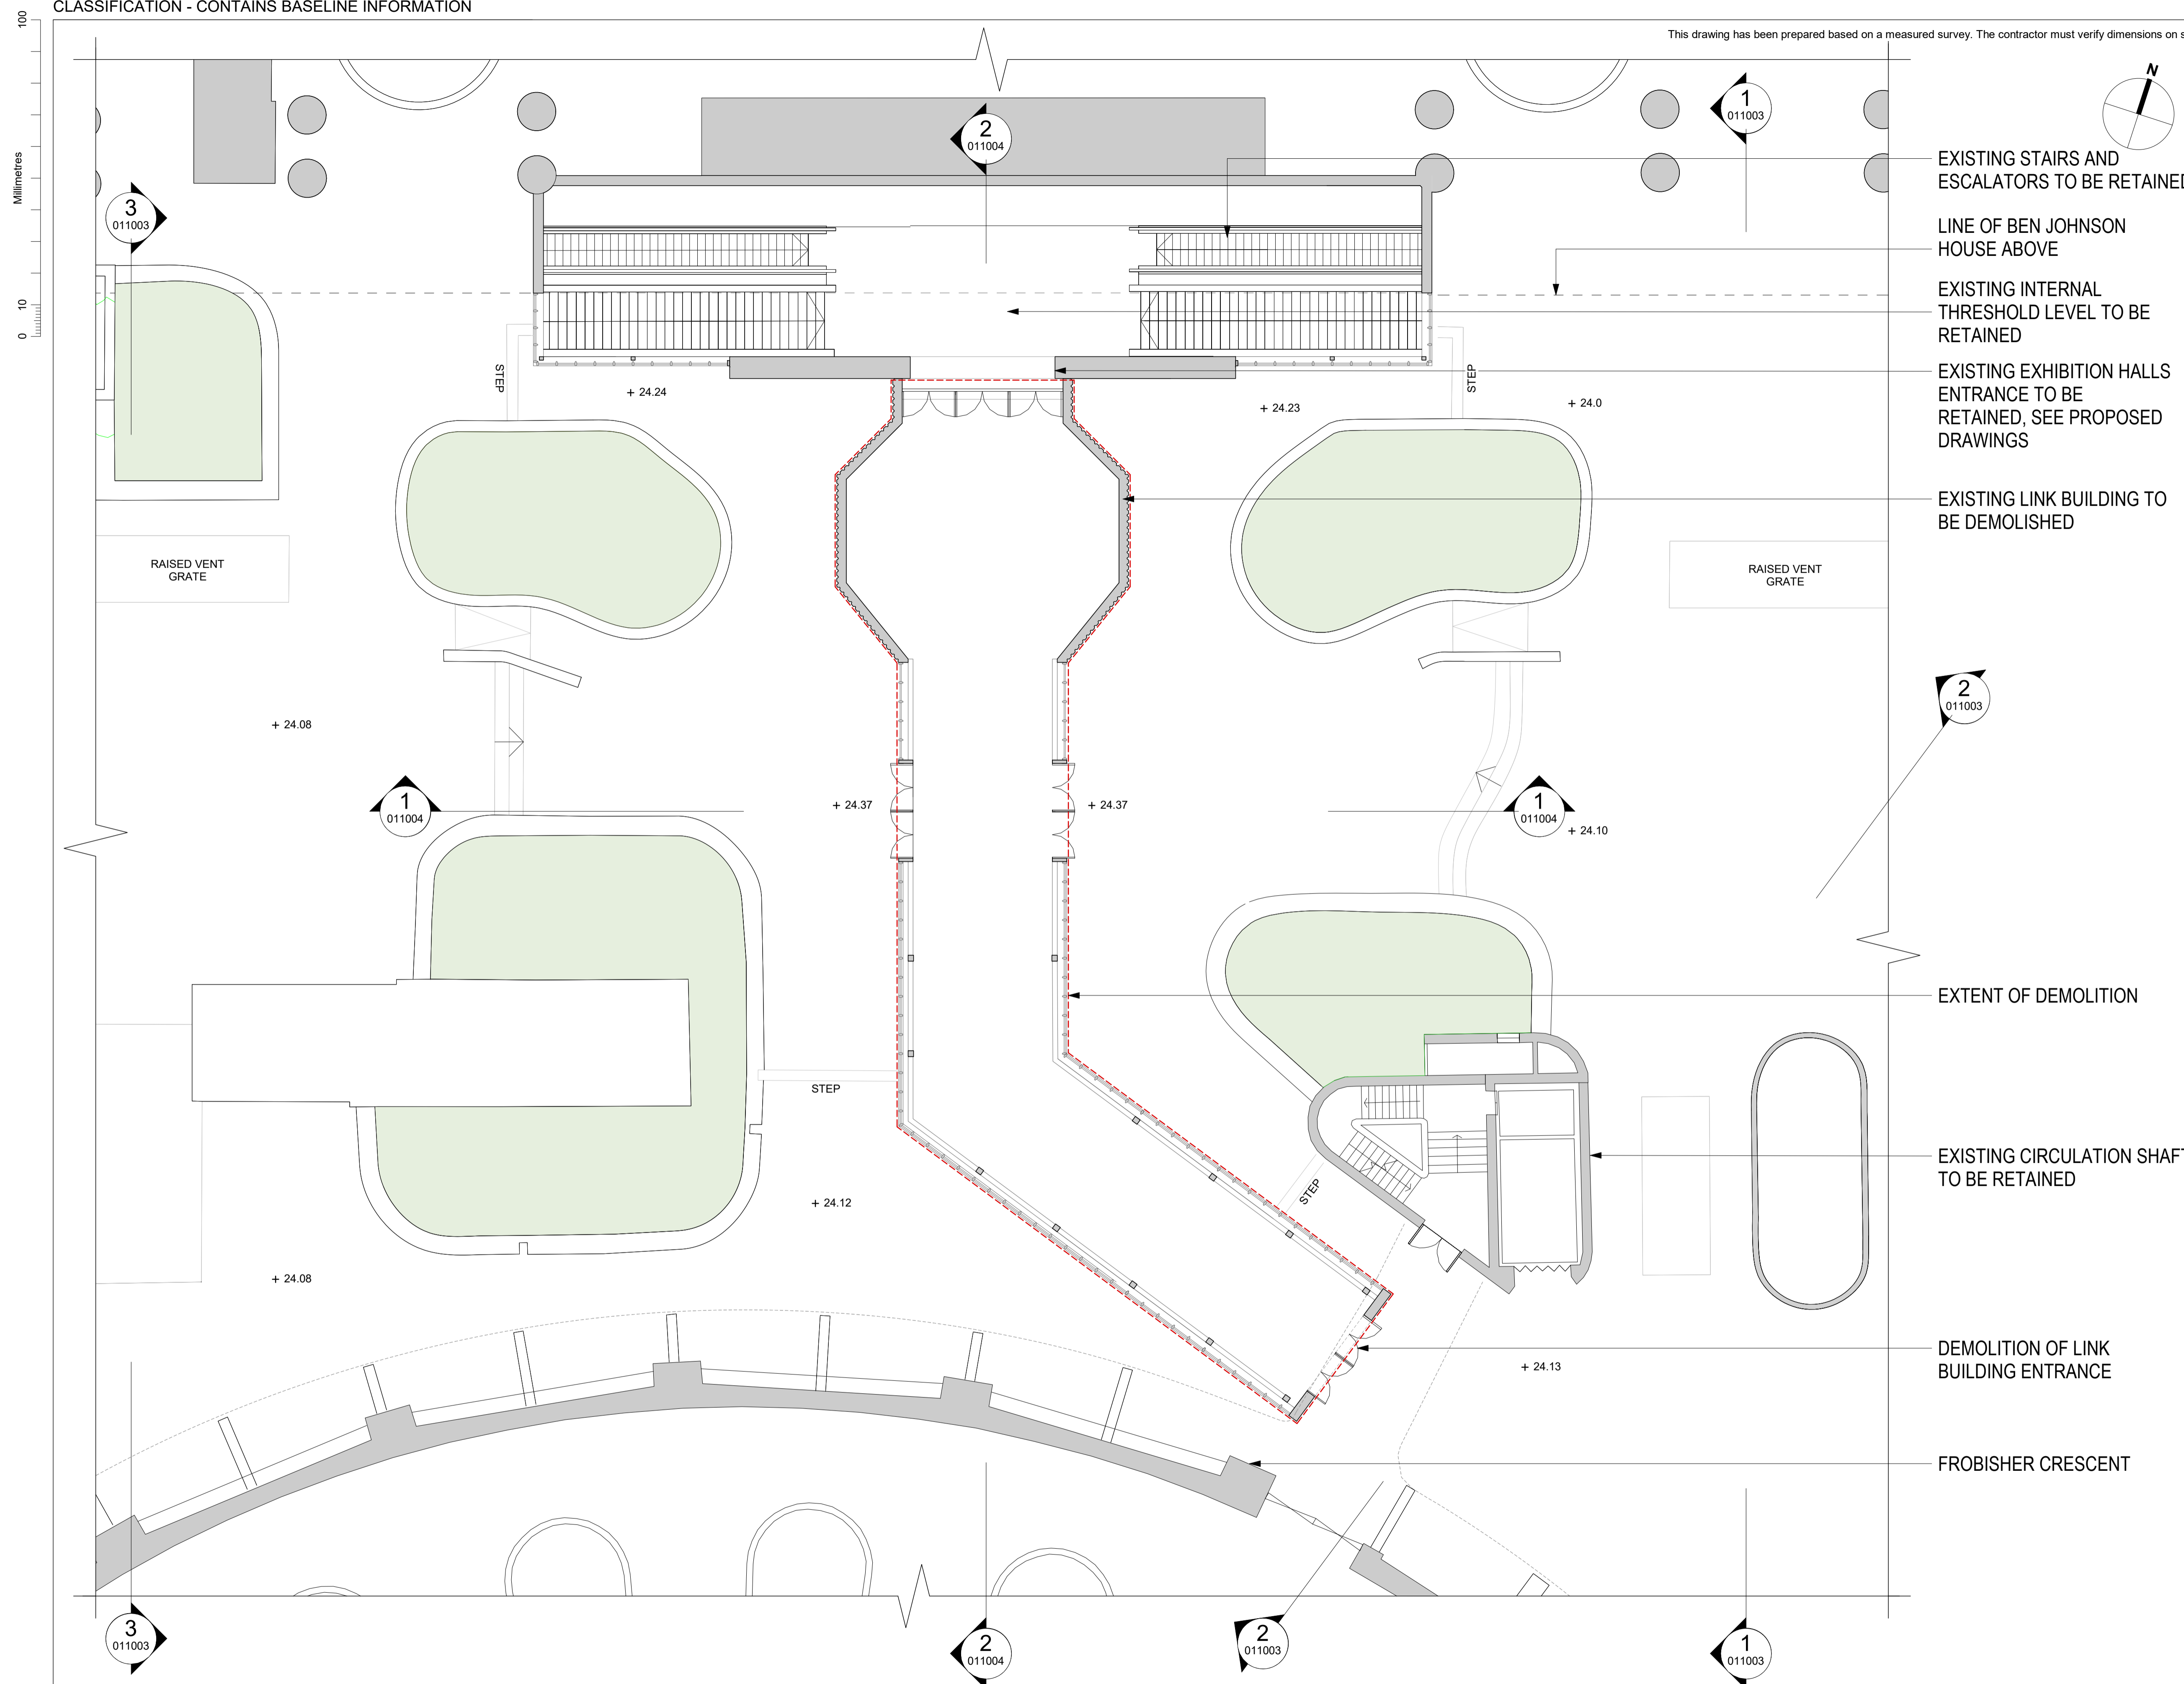 CLASSIFICATION - CONTAINS BASELINE INFORMATION
This drawing has been prepared based on a measured survey. The contractor must verify dimensions on
100
Millimetres
10
0
N
2
011004
1
011003
3
011003
EXISTING STAIRS AND
ESCALATORS TO BE RETAINED
LINE OF BEN JOHNSON
HOUSE ABOVE
EXISTING INTERNAL
THRESHOLD LEVEL TO BE
RETAINED
EXISTING EXHIBITION HALLS
ENTRANCE TO BE
RETAINED, SEE PROPOSED
DRAWINGS
EXISTING LINK BUILDING TO
BE DEMOLISHED
STEP
STEP
+ 24.24
+ 24.23
+ 24.0
RAISED VENT
GRATE
RAISED VENT
GRATE
2
011003
+ 24.08
1
011004
+ 24.37
+ 24.37
1
011004
+ 24.10
EXTENT OF DEMOLITION
STEP
EXISTING CIRCULATION SHAFT
TO BE RETAINED
STEP
+ 24.12
+ 24.08
DEMOLITION OF LINK
BUILDING ENTRANCE
+ 24.13
FROBISHER CRESCENT
3
011003
2
011004
2
011003
1
011003